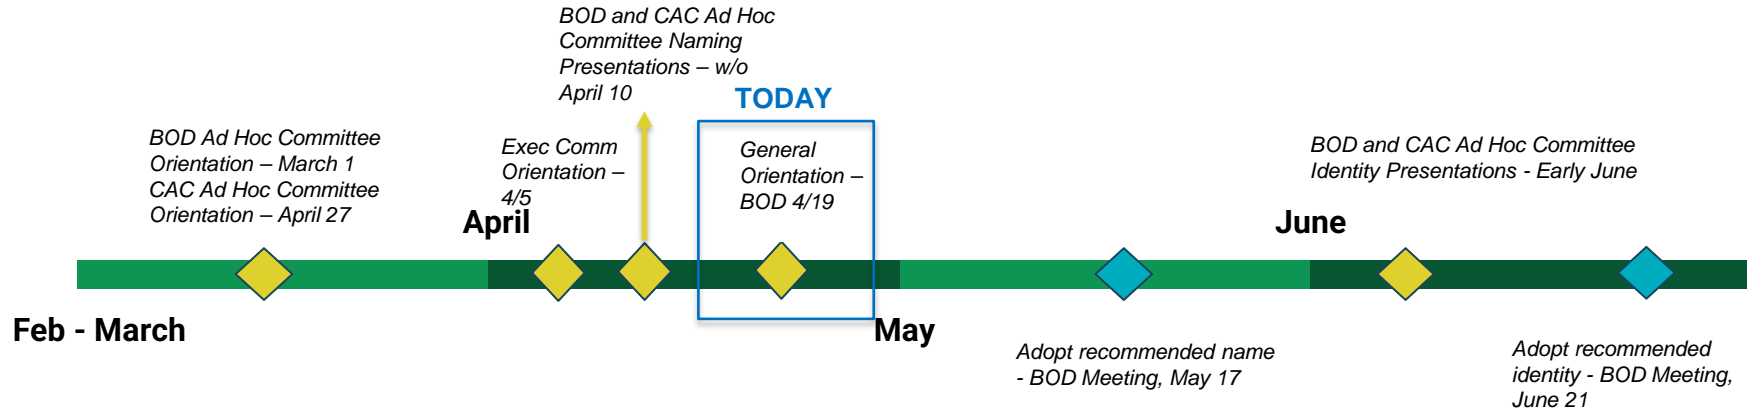 BOD and CAC Ad Hoc
Committee Naming
Presentations – w/o
April 10
TODAY
BOD Ad Hoc Committee
Orientation – March 1
CAC Ad Hoc Committee
Orientation – April 27
Exec Comm
Orientation –
4/5
General
Orientation –
BOD 4/19
BOD and CAC Ad Hoc Committee
Identity Presentations - Early June
April
June
Feb - March
May
Adopt recommended name
- BOD Meeting, May 17
Adopt recommended
identity - BOD Meeting,
June 21